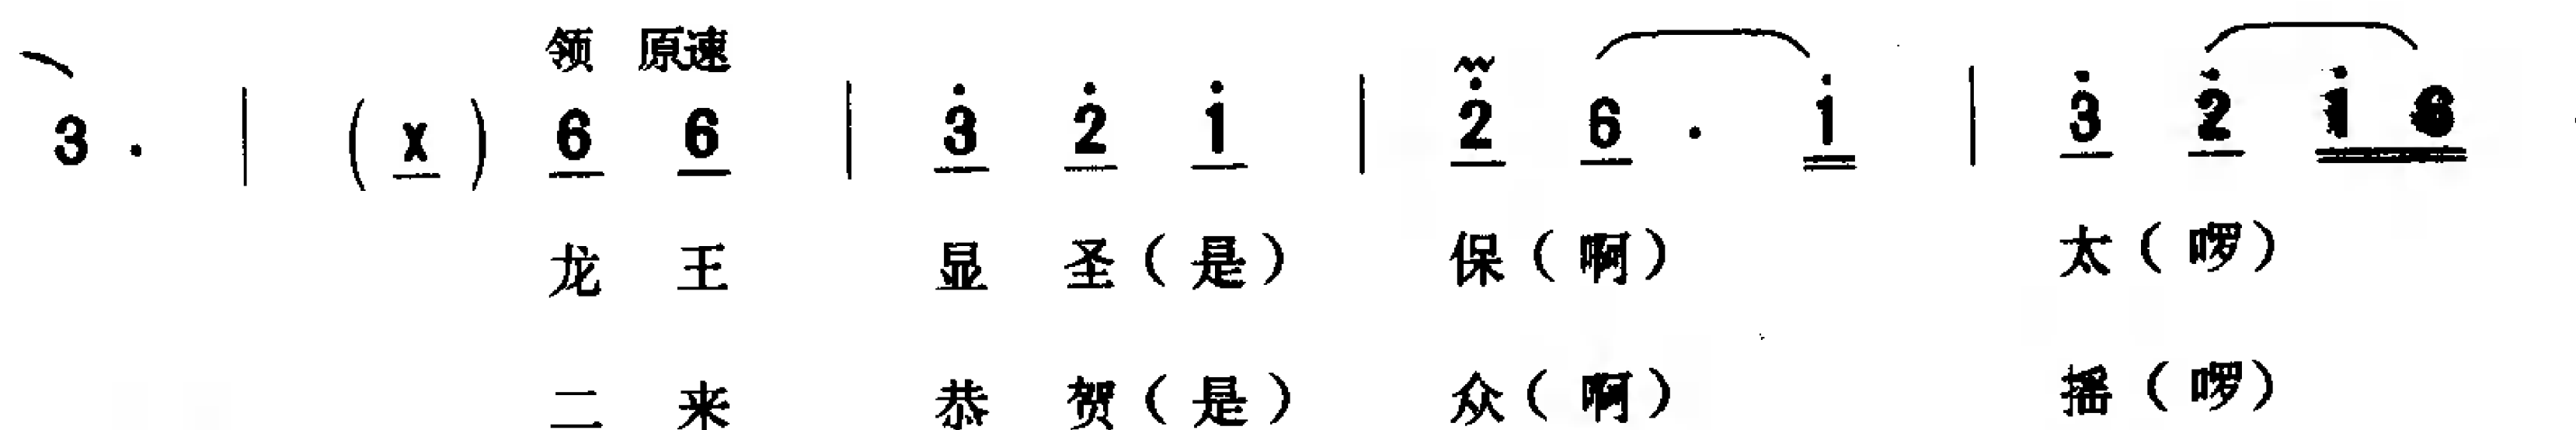 领 原速
3 · | ( x ) 6 6 | 3̇ 2̇ 1̇ | 2̇ 6 · 1̇ | 3̇ 2̇ 1̇ 6
龙 王 显 圣（是） 保（啊） 太（啰）
二 来 恭 贺（是） 众（啊） 摇（啰）